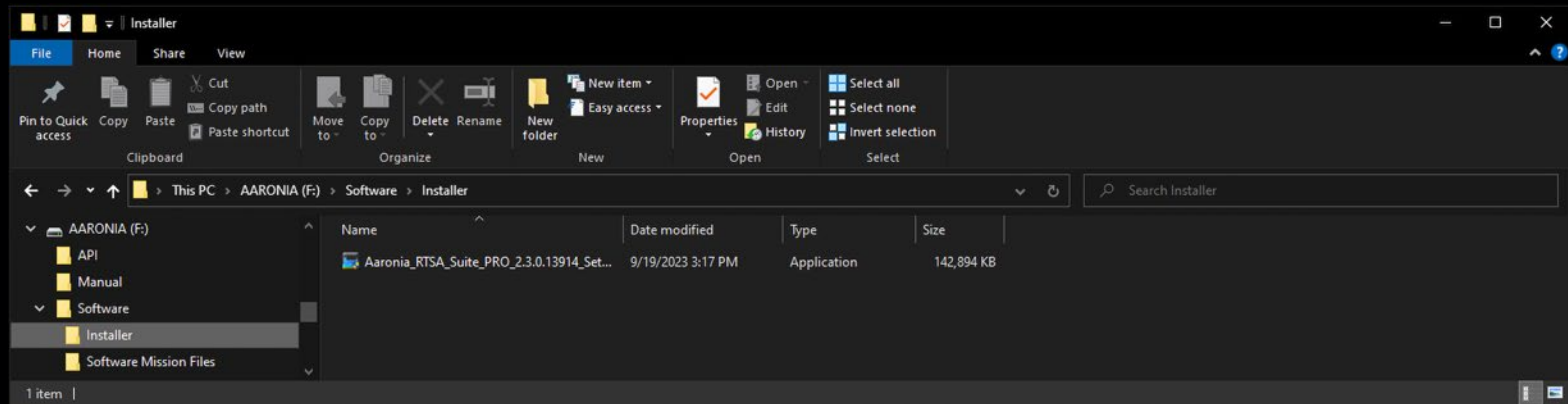 Installer
File Home Share View
Pin to Quick access
Copy
Paste
Cut
Copy path
Paste shortcut
Clipboard
Move to
Copy to
Delete
Rename
Organize
New folder
New item
Easy access
New
Properties
Open
Edit
History
Open
Select all
Select none
Invert selection
Select
This PC > AARONIA (F:) > Software > Installer
Search Installer
AARONIA (F:)
API
Manual
Software
Installer
Software Mission Files
Name Date modified Type Size
Aaronia_RTSA_Suite_PRO_2.3.0.13914_Set... 9/19/2023 3:17 PM Application 142,894 KB
1 item